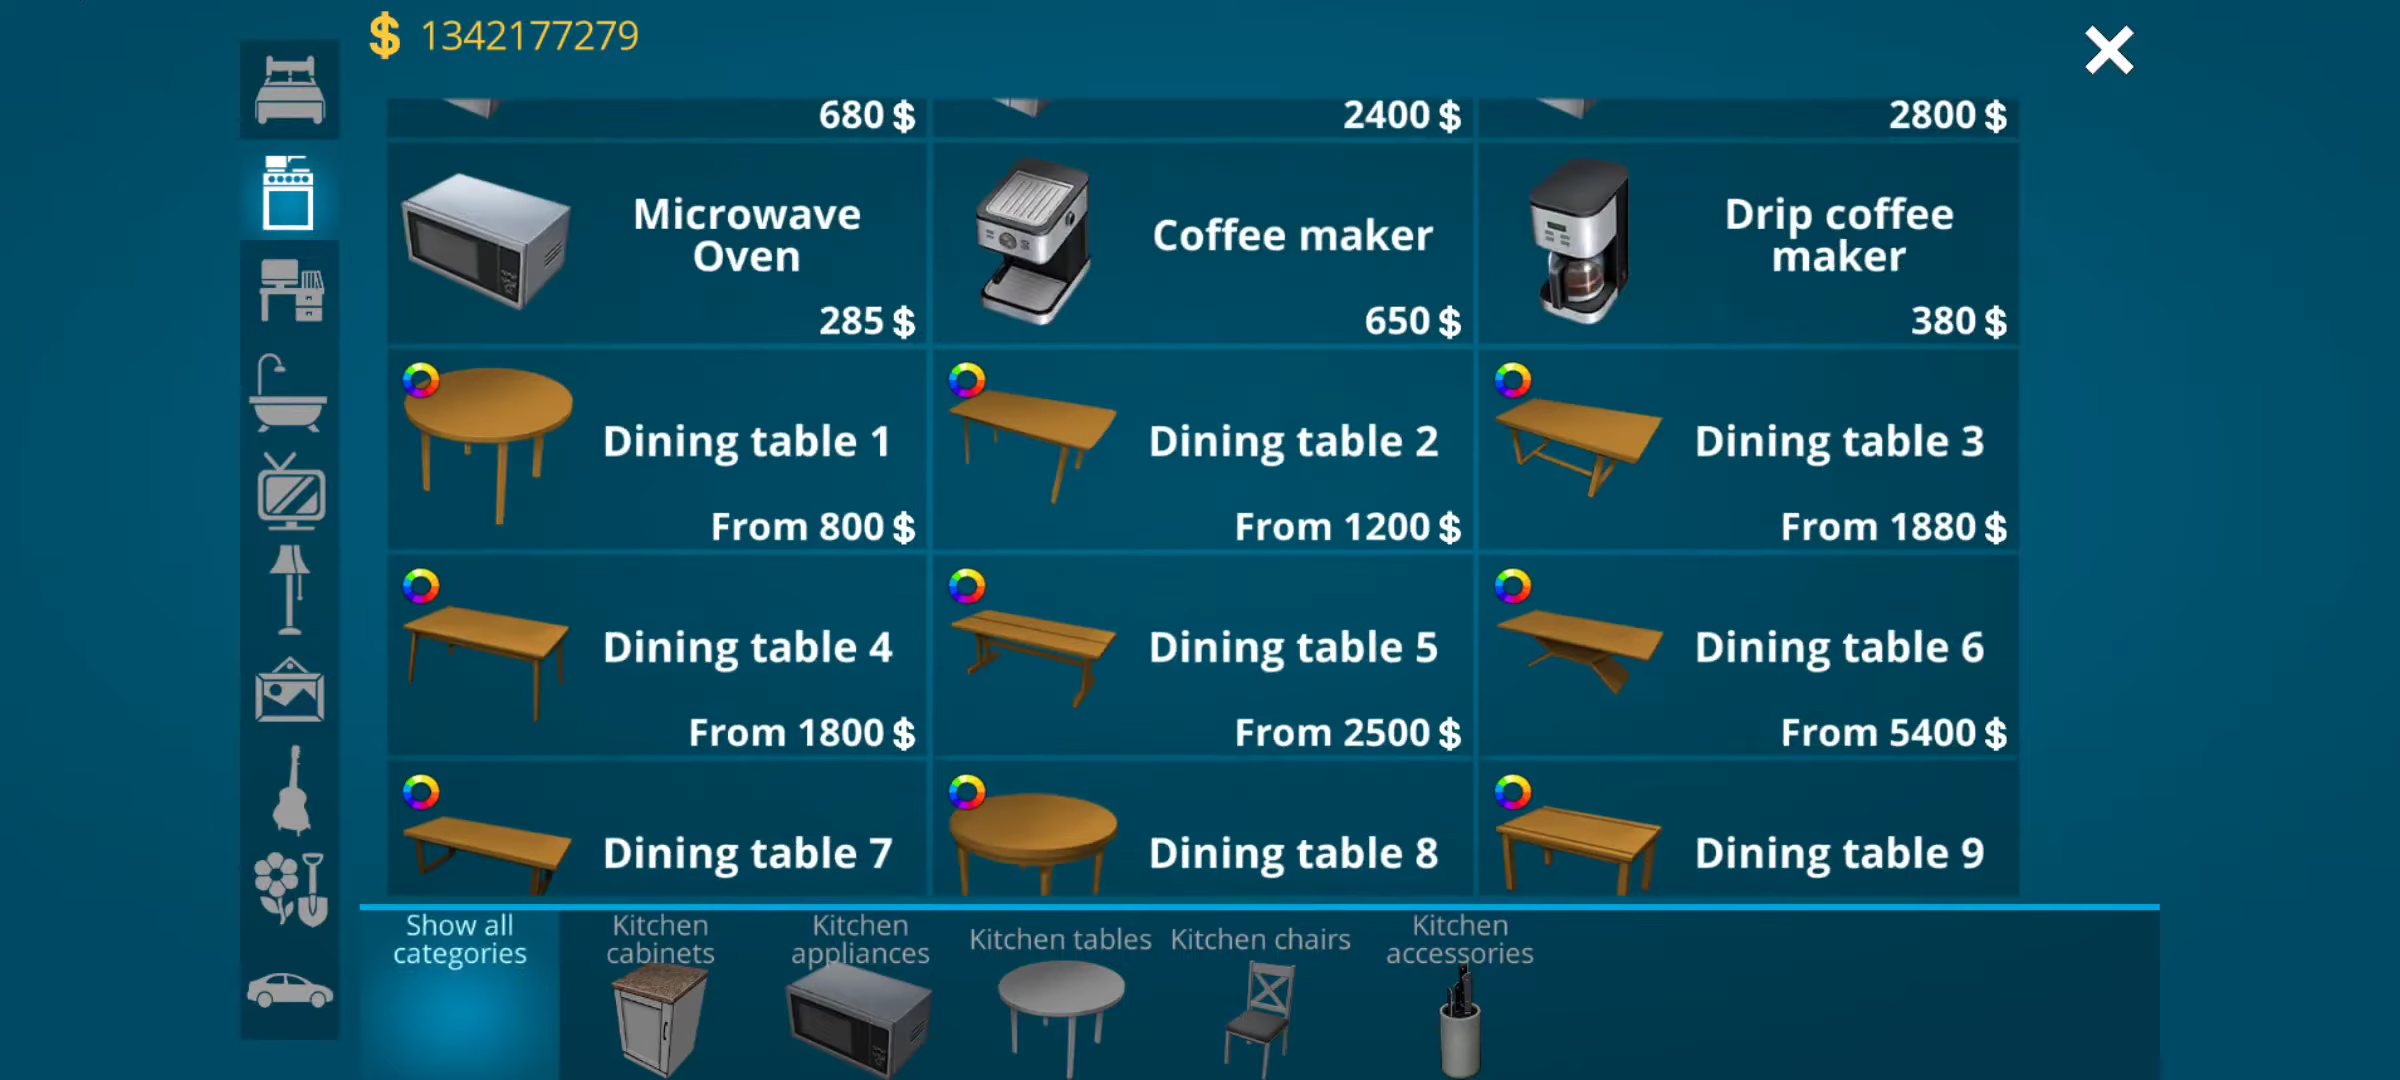 $ 1342177279
680 $
2400 $
2800 $
Microwave
Oven
285 $
Coffee maker
650 $
Drip coffee
maker
380 $
Dining table 1
From 800 $
Dining table 2
From 1200 $
Dining table 3
From 1880 $
Dining table 4
From 1800 $
Dining table 5
From 2500 $
Dining table 6
From 5400 $
Dining table 7
Dining table 8
Dining table 9
Show all
categories
Kitchen
cabinets
Kitchen
appliances
Kitchen tables
Kitchen chairs
Kitchen
accessories